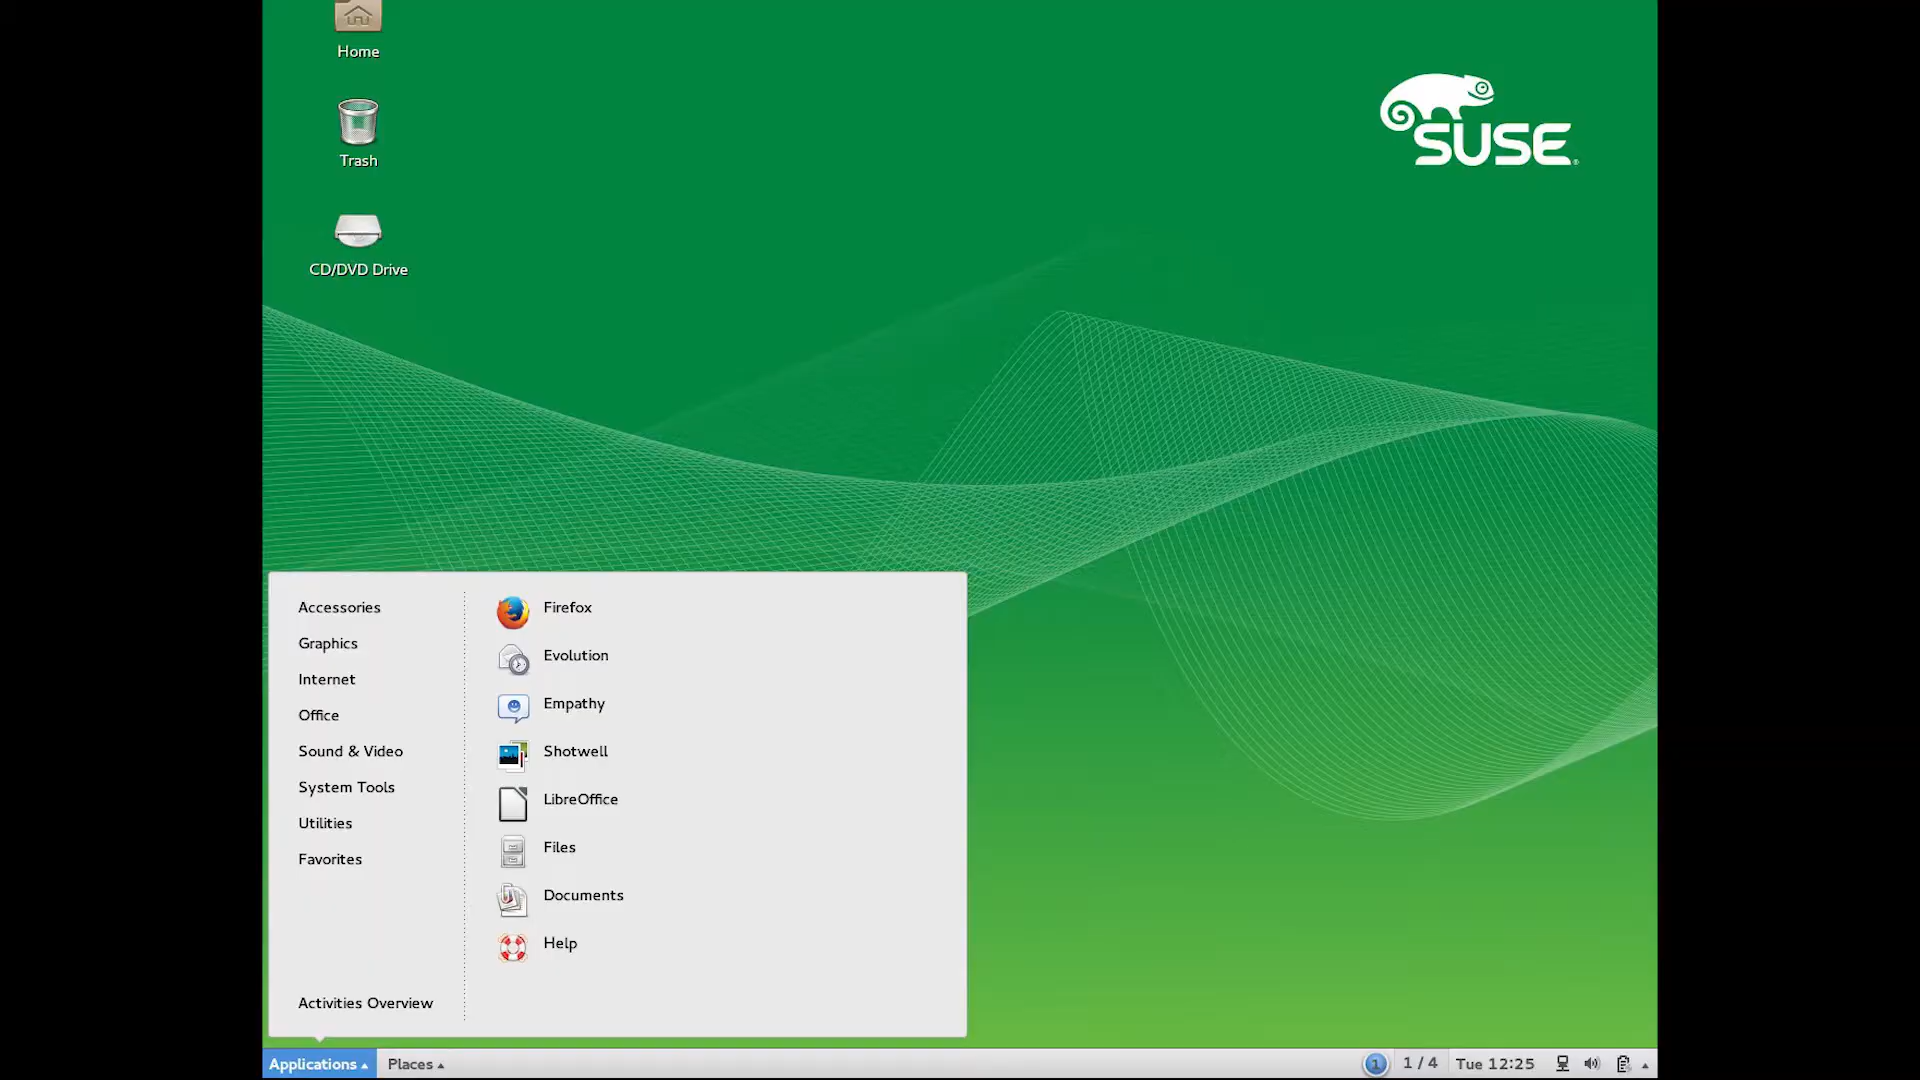 Home
Trash
CD/DVD Drive
SUSE
Accessories
Graphics
Internet
Office
Sound & Video
System Tools
Utilities
Favorites
Activities Overview
Firefox
Evolution
Empathy
Shotwell
LibreOffice
Files
Documents
Help
Applications Places 1 1 / 4 Tue 12:25